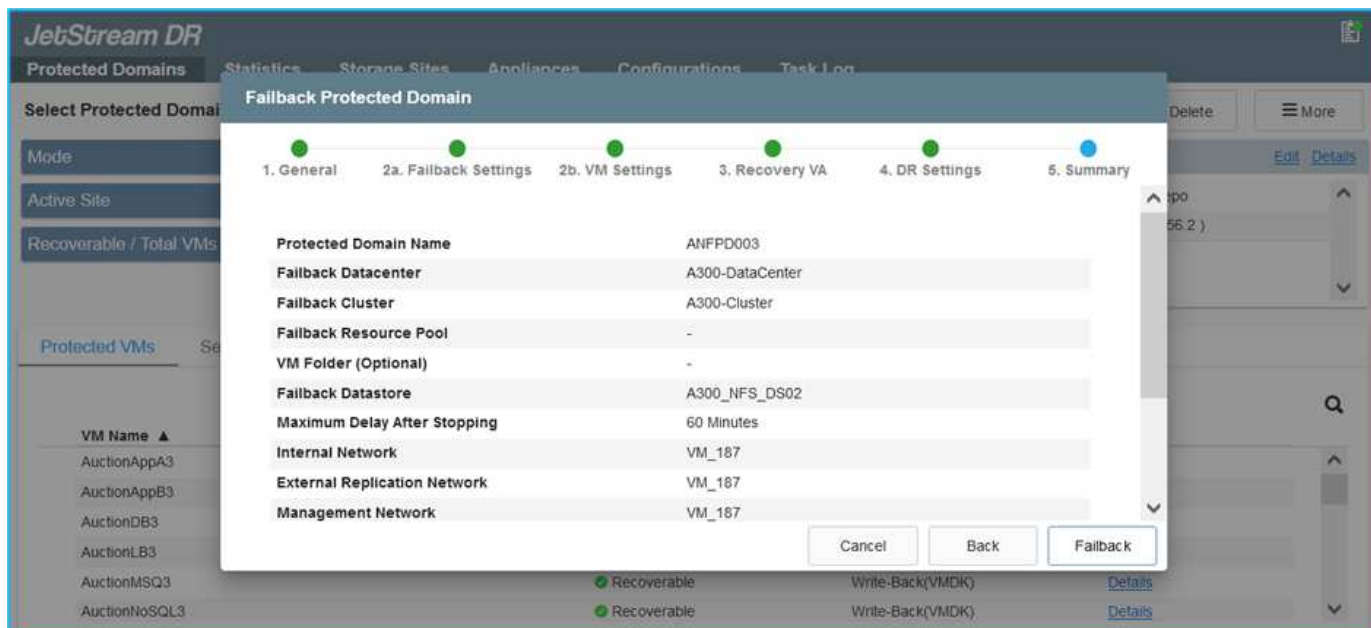 JetStream DR
Protected Domains Statistics Storage Sites Appliances Configurations Task Log
Select Protected Domai Delete More
Failback Protected Domain
Mode Edit Details
1. General 2a. Failback Settings 2b. VM Settings 3. Recovery VA 4. DR Settings 5. Summary
Active Site epo
Recoverable / Total VMs 56.2 )
Protected Domain Name ANFPD003
Failback Datacenter A300-DataCenter
Failback Cluster A300-Cluster
Failback Resource Pool -
Protected VMs Se
VM Folder (Optional) -
Failback Datastore A300_NFS_DS02
Maximum Delay After Stopping 60 Minutes
VM Name ▲
Internal Network VM_187
AuctionAppA3
External Replication Network VM_187
AuctionAppB3
Management Network VM_187
AuctionDB3
Cancel Back Failback
AuctionLB3
AuctionMSQ3 Recoverable Write-Back(VMDK) Details
AuctionNoSQL3 Recoverable Write-Back(VMDK) Details